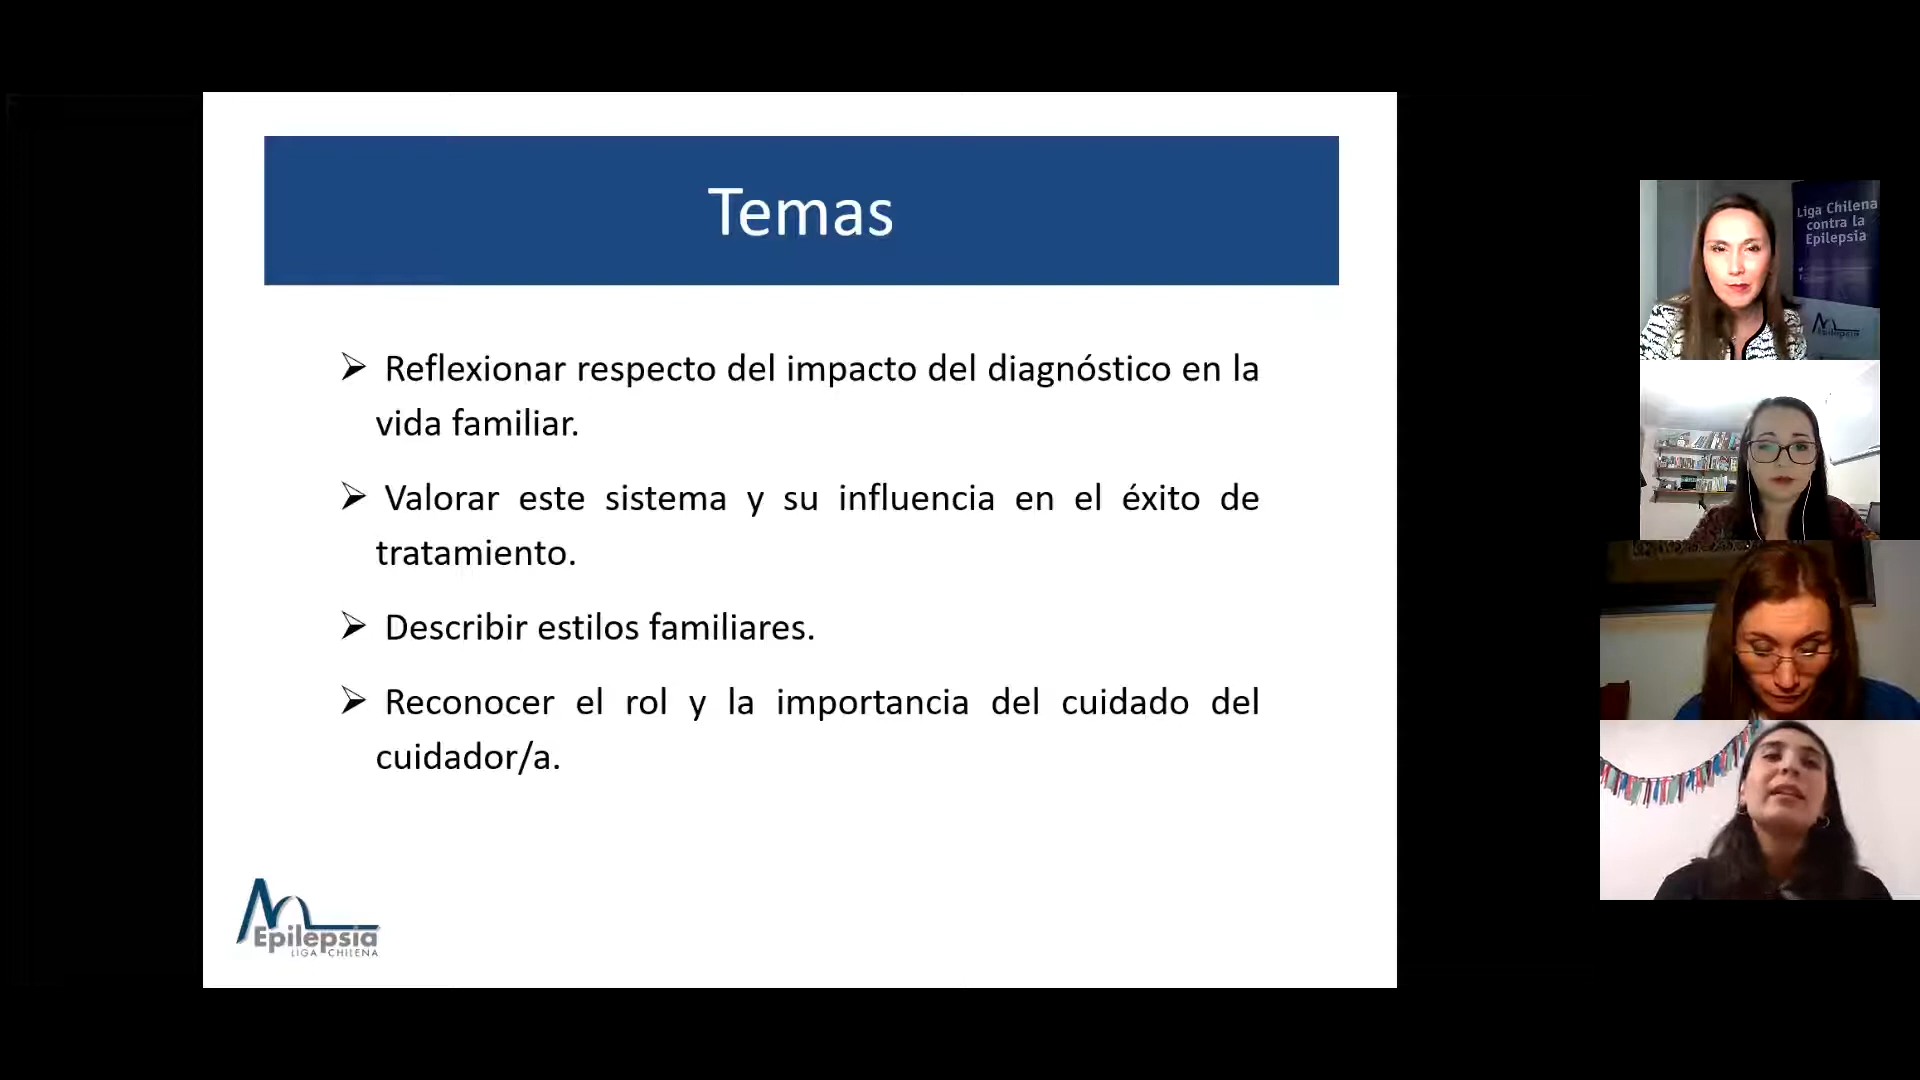 Temas
➢ Reflexionar respecto del impacto del diagnóstico en la
vida familiar.
➢ Valorar este sistema y su influencia en el éxito de
tratamiento.
➢ Describir estilos familiares.
➢ Reconocer el rol y la importancia del cuidado del
cuidador/a.
Epilepsia
LIGA CHILENA
Liga Chilena
contra la
Epilepsia
Epilepsia